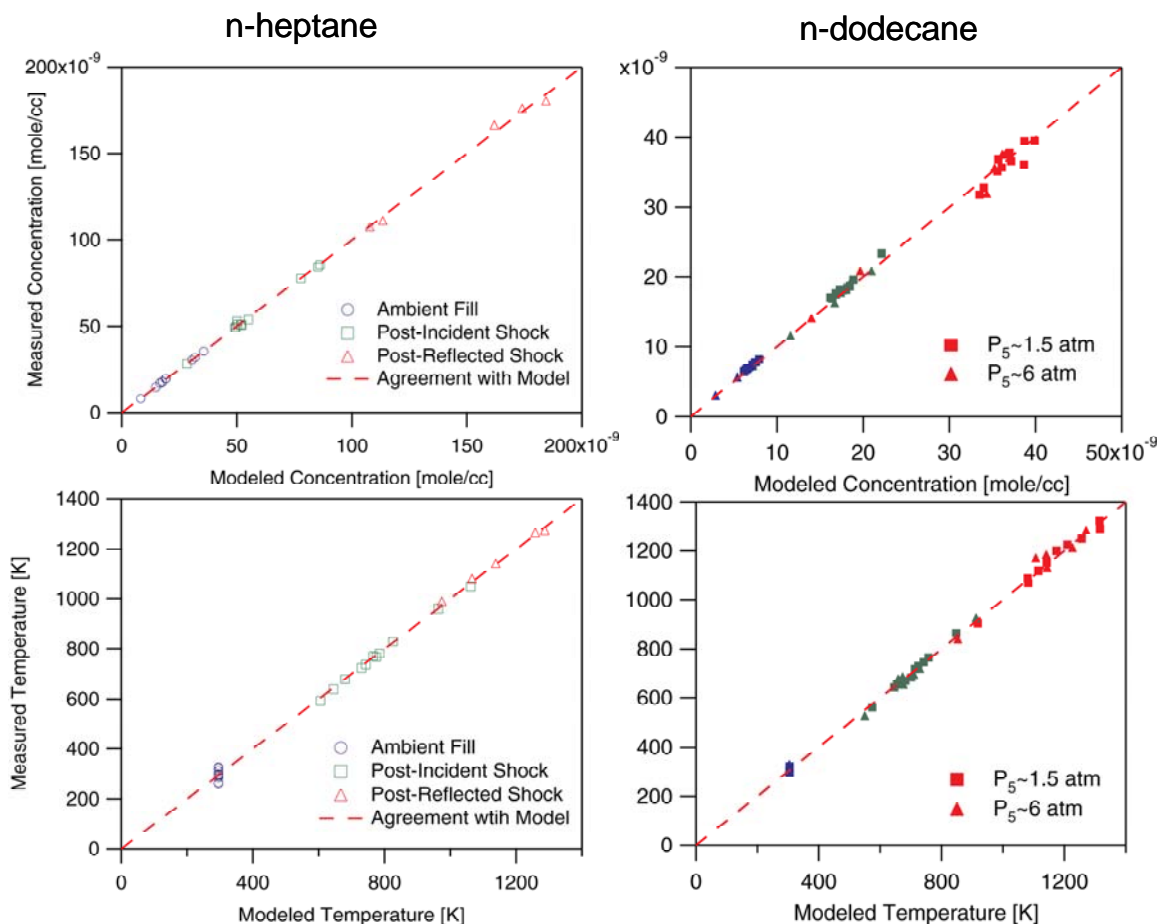 n-heptane
n-dodecane
200x10-9
150
100
50
0
Measured Concentration [mole/cc]
Ambient Fill
Post-Incident Shock
Post-Reflected Shock
Agreement with Model
0
50
100
150
200x10-9
Modeled Concentration [mole/cc]
x10-9
40
30
20
10
0
P5~1.5 atm
P5~6 atm
0
10
20
30
40
50x10-9
Modeled Concentration [mole/cc]
1400
1200
1000
800
600
400
200
0
Measured Temperature [K]
Ambient Fill
Post-Incident Shock
Post-Reflected Shock
Agreement wtih Model
0
400
800
1200
Modeled Temperature [K]
1400
1200
1000
800
600
400
200
0
P5~1.5 atm
P5~6 atm
0
400
800
1200
Modeled Temperature [K]